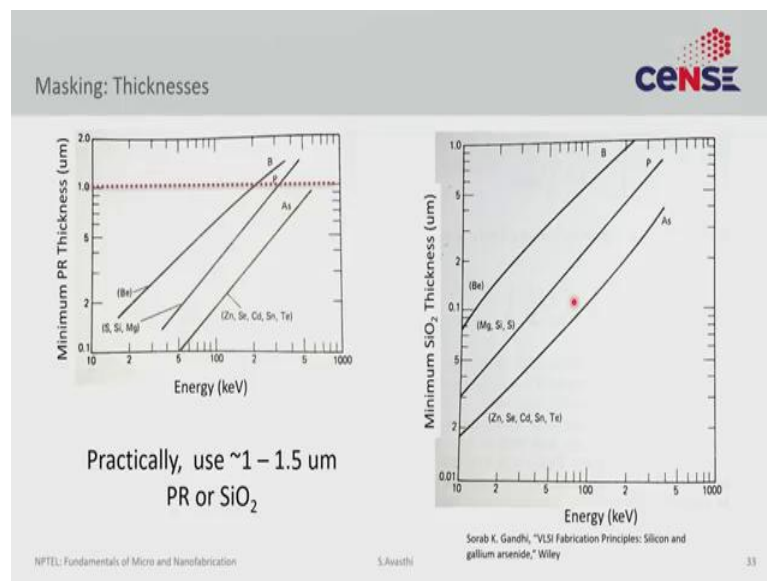 Masking: Thicknesses
CeNSE
Minimum PR Thickness (um)
2.0
1.0
5
2
0.1
B
P
As
(Be)
(S, Si, Mg)
(Zn, Se, Cd, Sn, Te)
10 2 5 100 2 5 1000
Energy (keV)
Practically, use ~1 – 1.5 um
PR or SiO₂
Minimum SiO₂ Thickness (um)
1.0
5
2
0.1
5
2
0.01
B
P
As
(Be)
(Mg, Si, S)
(Zn, Se, Cd, Sn, Te)
10 2 5 100 2 5 1000
Energy (keV)
Sorab K. Gandhi, "VLSI Fabrication Principles: Silicon and
gallium arsenide," Wiley
NPTEL: Fundamentals of Micro and Nanofabrication
S.Avasthi
33